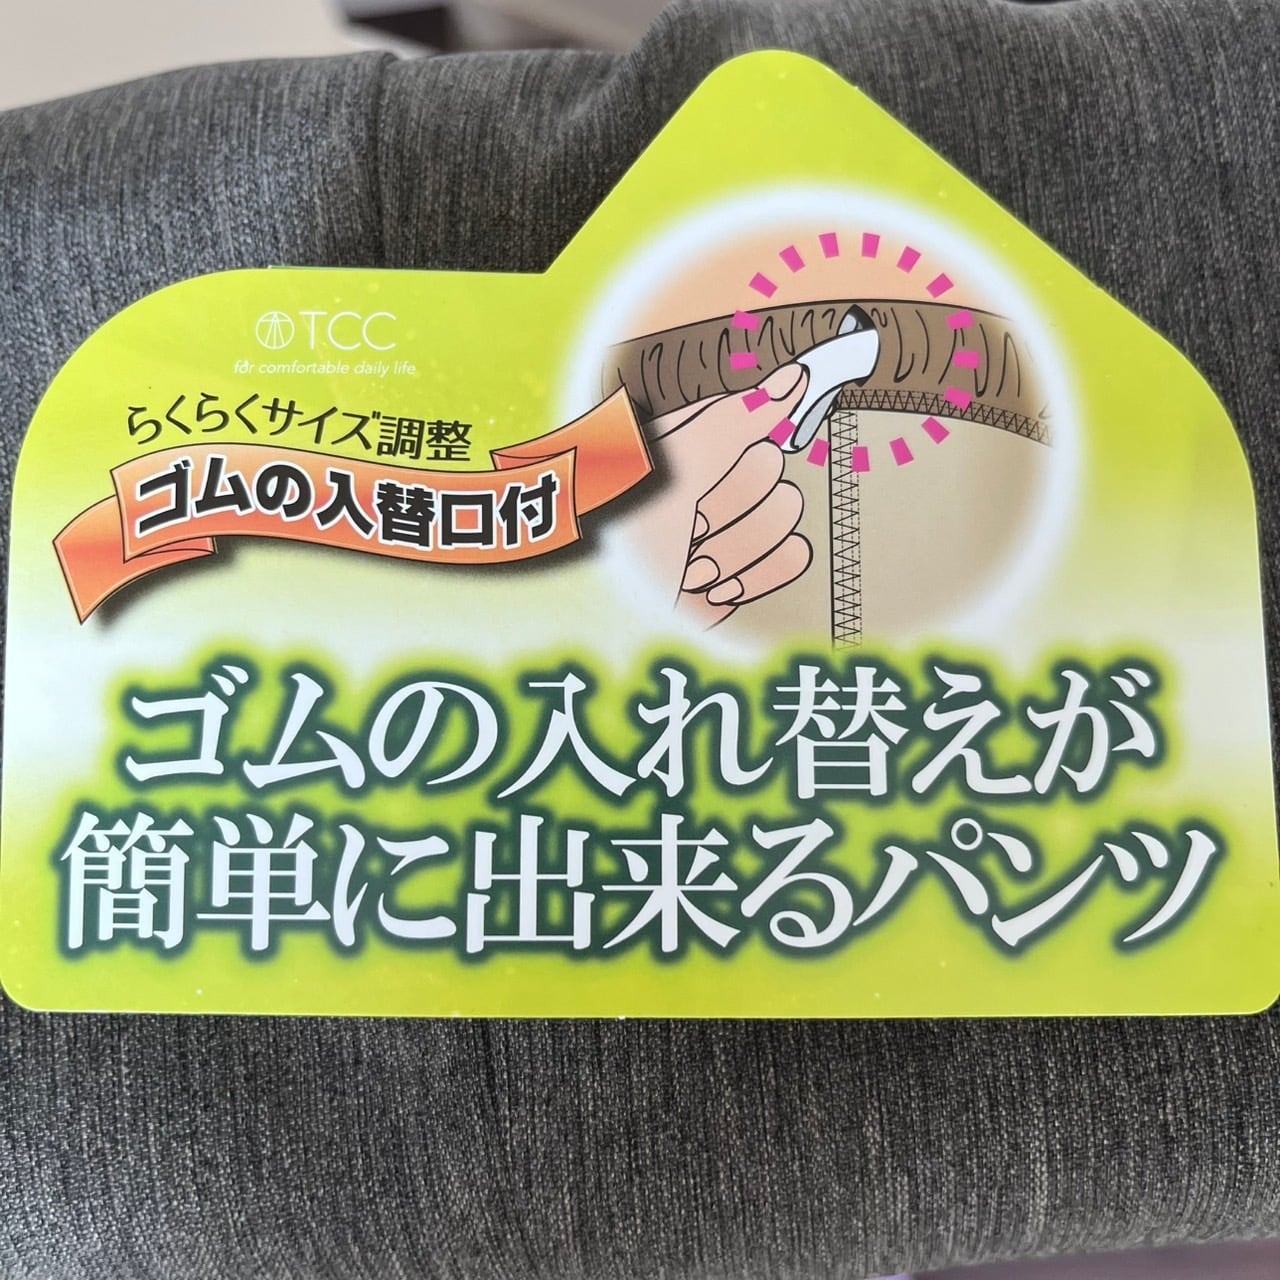 TCC
for comfortable daily life
らくらくサイズ調整
ゴムの入替口付
ゴムの入れ替えが
簡単に出来るパンツ